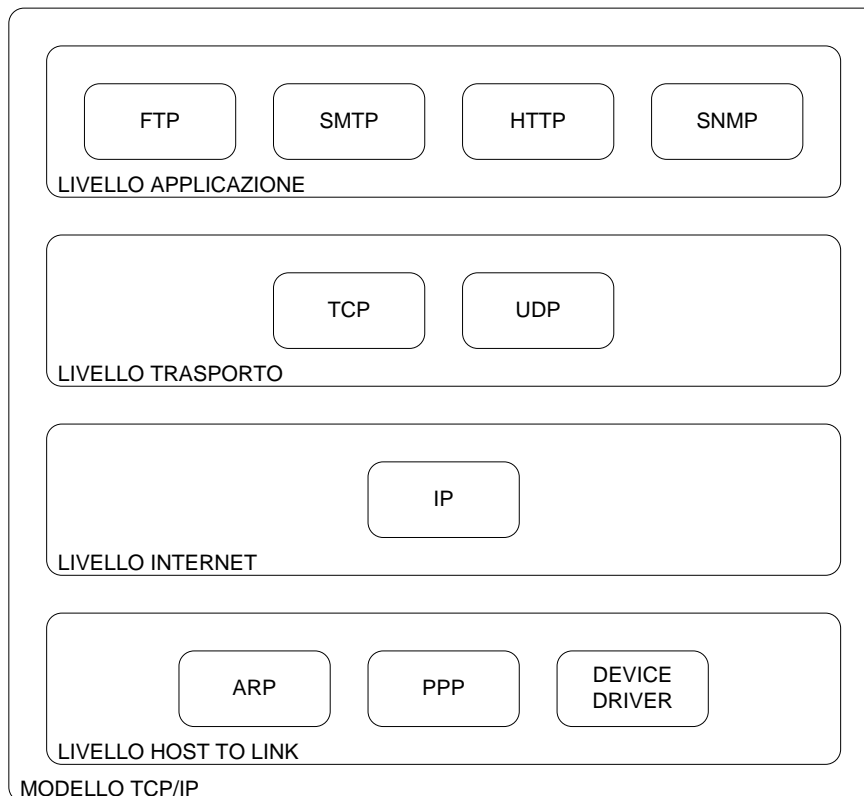 FTP SMTP HTTP SNMP
LIVELLO APPLICAZIONE
TCP UDP
LIVELLO TRASPORTO
IP
LIVELLO INTERNET
ARP PPP DEVICE
DRIVER
LIVELLO HOST TO LINK
MODELLO TCP/IP